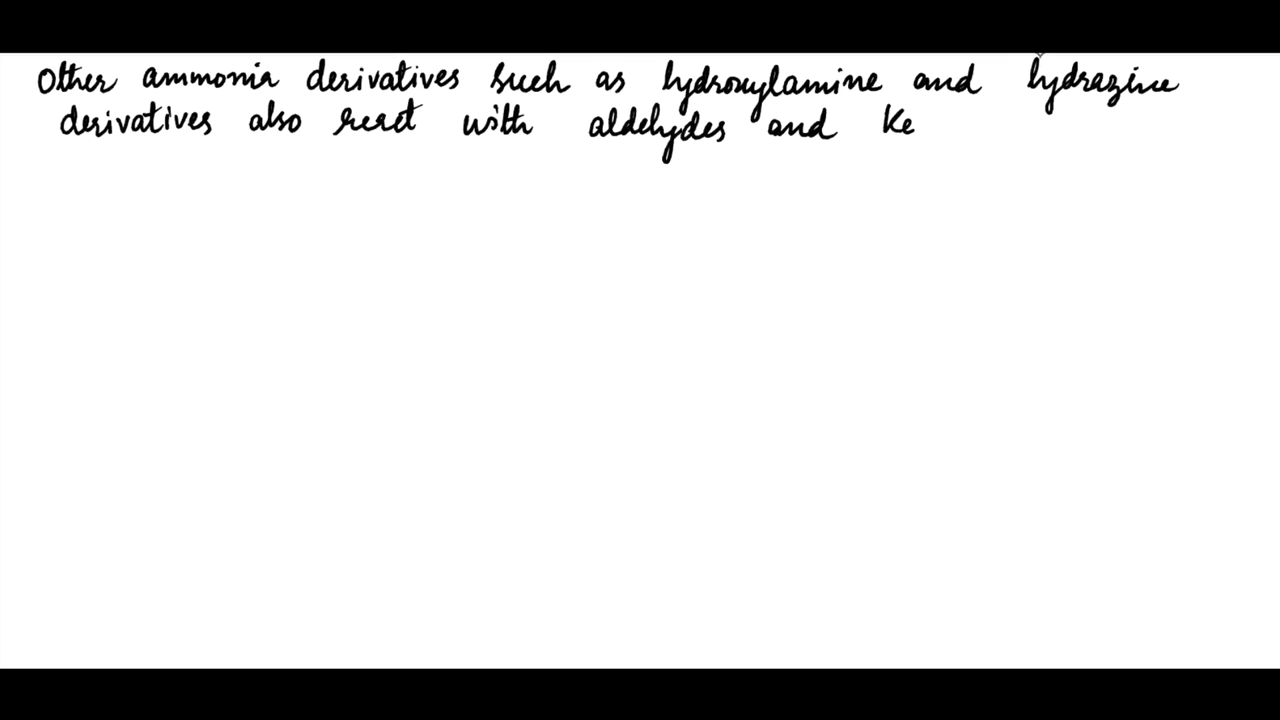 Other ammonia derivatives such as hydroxylamine and hydrazine
derivatives also react with aldehydes and Ke